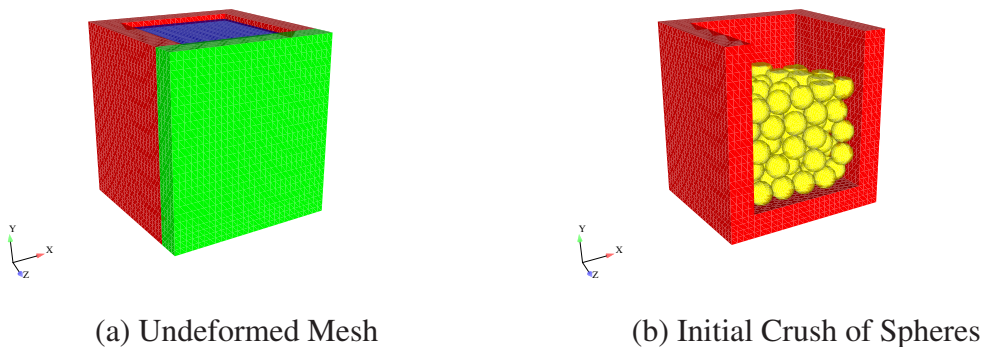 Y
X
Z
Y
X
Z
(a) Undeformed Mesh
(b) Initial Crush of Spheres